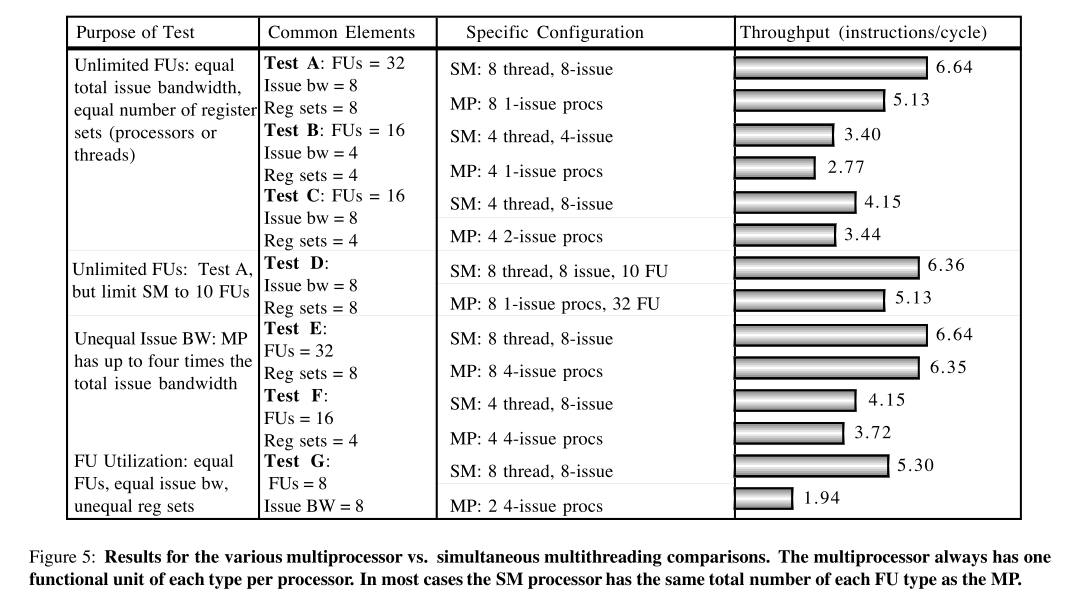 Purpose of Test Common Elements Specific Configuration Throughput (instructions/cycle)
Unlimited FUs: equal
total issue bandwidth,
equal number of register
sets (processors or
threads)
Test A: FUs = 32
Issue bw = 8
Reg sets = 8
SM: 8 thread, 8-issue 6.64
MP: 8 1-issue procs 5.13
Test B: FUs = 16
Issue bw = 4
Reg sets = 4
SM: 4 thread, 4-issue 3.40
MP: 4 1-issue procs 2.77
Test C: FUs = 16
Issue bw = 8
Reg sets = 4
SM: 4 thread, 8-issue 4.15
MP: 4 2-issue procs 3.44
Unlimited FUs: Test A,
but limit SM to 10 FUs
Test D:
Issue bw = 8
Reg sets = 8
SM: 8 thread, 8 issue, 10 FU 6.36
MP: 8 1-issue procs, 32 FU 5.13
Unequal Issue BW: MP
has up to four times the
total issue bandwidth
Test E:
FUs = 32
Reg sets = 8
SM: 8 thread, 8-issue 6.64
MP: 8 4-issue procs 6.35
Test F:
FUs = 16
Reg sets = 4
SM: 4 thread, 8-issue 4.15
MP: 4 4-issue procs 3.72
FU Utilization: equal
FUs, equal issue bw,
unequal reg sets
Test G:
FUs = 8
Issue BW = 8
SM: 8 thread, 8-issue 5.30
MP: 2 4-issue procs 1.94
Figure 5: Results for the various multiprocessor vs. simultaneous multithreading comparisons. The multiprocessor always has one
functional unit of each type per processor. In most cases the SM processor has the same total number of each FU type as the MP.